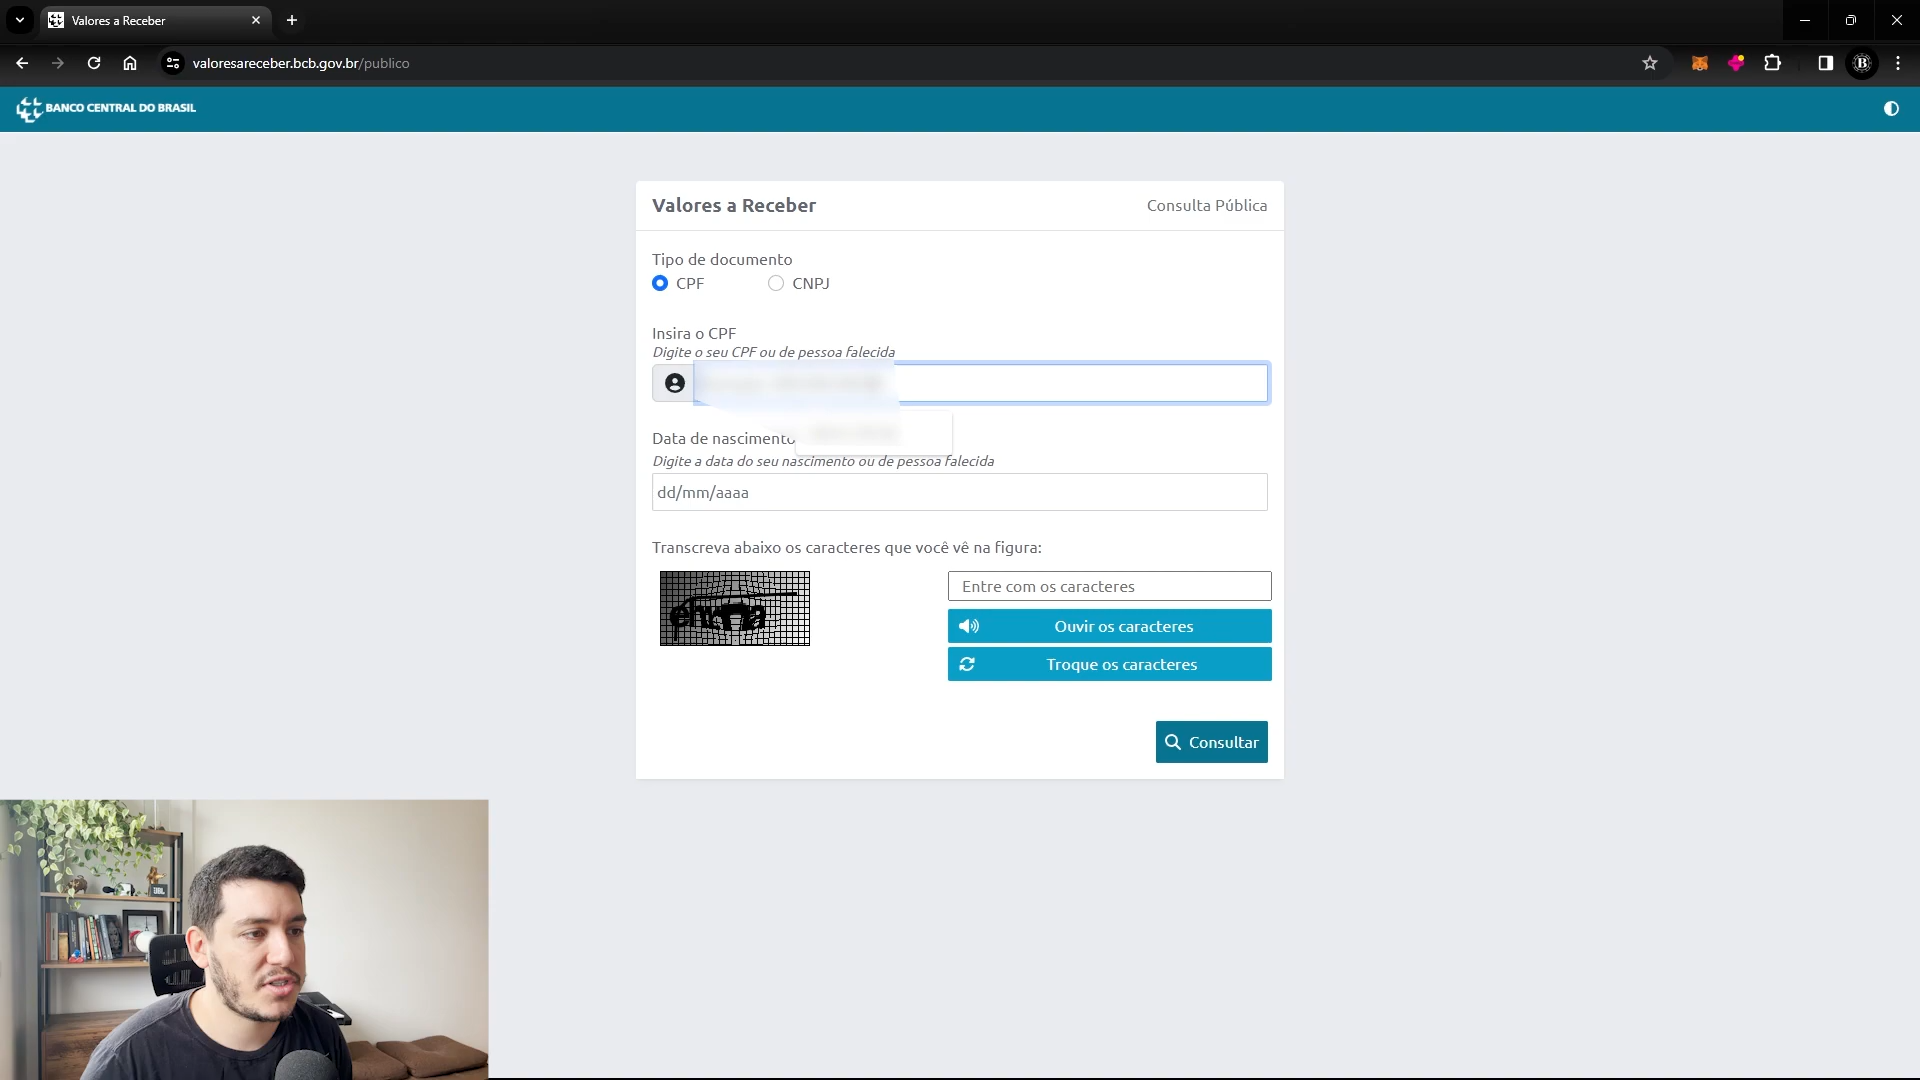 Valores a Receber
valoresareceber.bcb.gov.br/publico
BANCO CENTRAL DO BRASIL
Valores a Receber
Consulta Pública
Tipo de documento
CPF
CNPJ
Insira o CPF
Digite o seu CPF ou de pessoa falecida
Data de nascimento
Digite a data do seu nascimento ou de pessoa falecida
dd/mm/aaaa
Transcreva abaixo os caracteres que você vê na figura:
Entre com os caracteres
Ouvir os caracteres
Troque os caracteres
Consultar
JBL